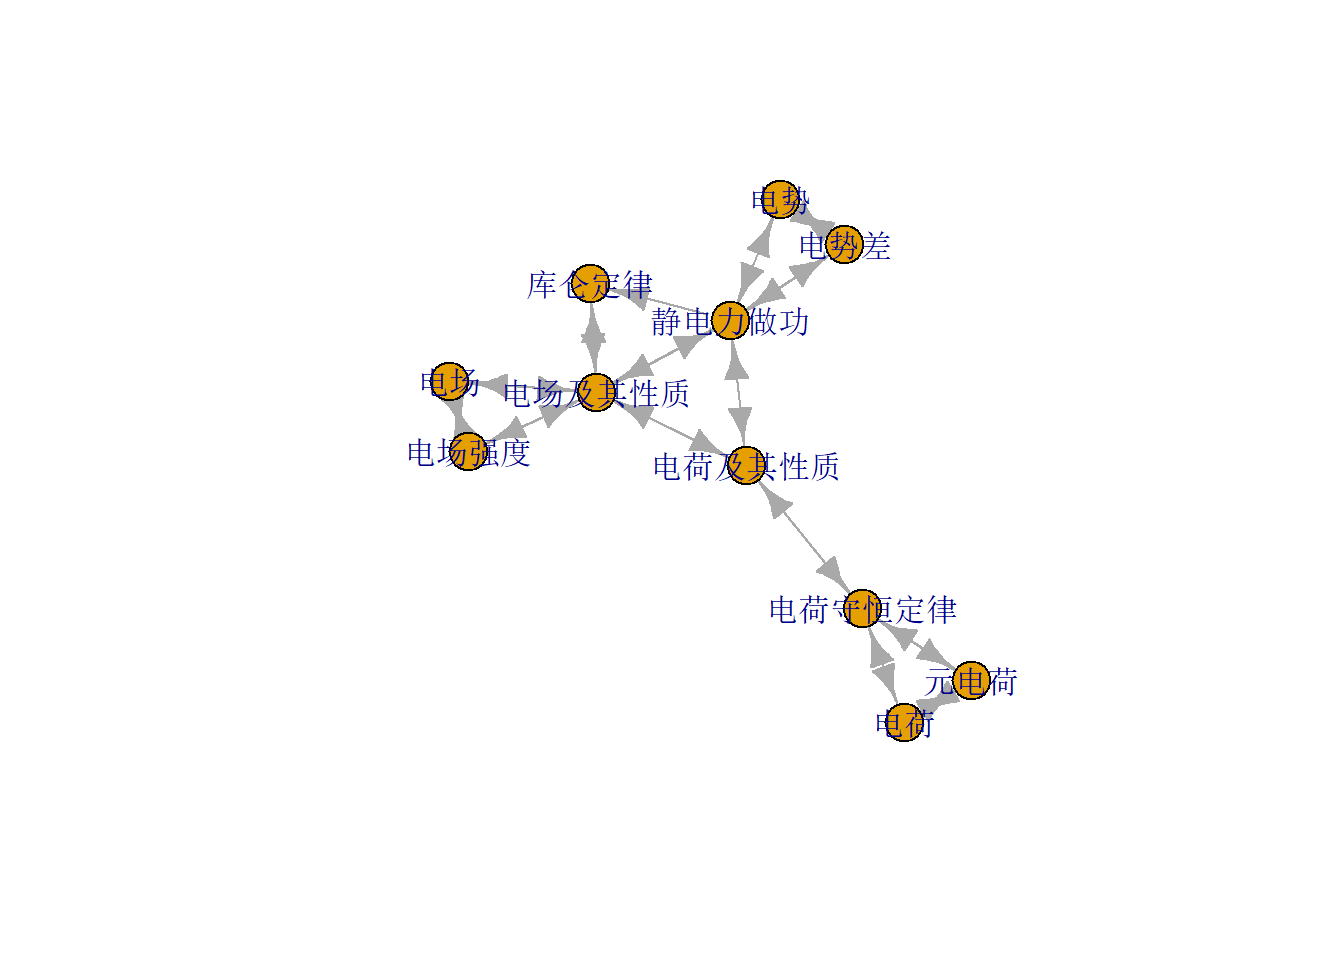 电势
电势差
库仑定律
静电力做功
电场
电场及其性质
电场强度
电荷及其性质
电荷守恒定律
元电荷
电荷